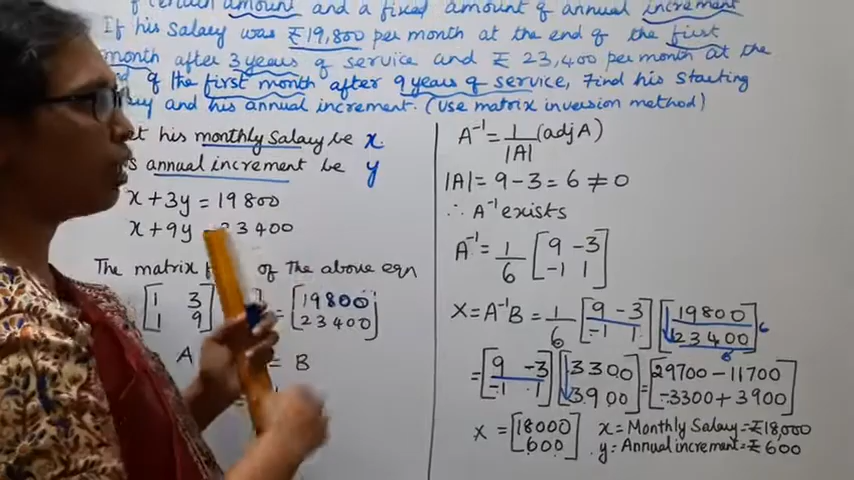 of certain amount and a fixed amount of annual increment
If his salary was ₹19,800 per month at the end of the first
month after 3 years of service and ₹ 23,400 per month at the
of the first month after 9 years of service, Find his starting
and his annual increment. (Use matrix inversion method)
his monthly salary be x.
annual increment be y
x + 3y = 19800
x + 9y = 23400
The matrix of the above eqn
[1 3 / 1 9] = [19800 / 23400]
A = B
A⁻¹ = 1/|A| (adj A)
|A| = 9 - 3 = 6 ≠ 0
∴ A⁻¹ exists
A⁻¹ = 1/6 [9 -3 / -1 1]
X = A⁻¹B = 1/6 [9 -3 / -1 1] [19800 / 23400]
= [9 -3 / -1 1] [3300 / 3900] = [29700 - 11700 / -3300 + 3900]
X = [18000 / 600] x = Monthly Salary = ₹18,000
y = Annual increment = ₹ 600